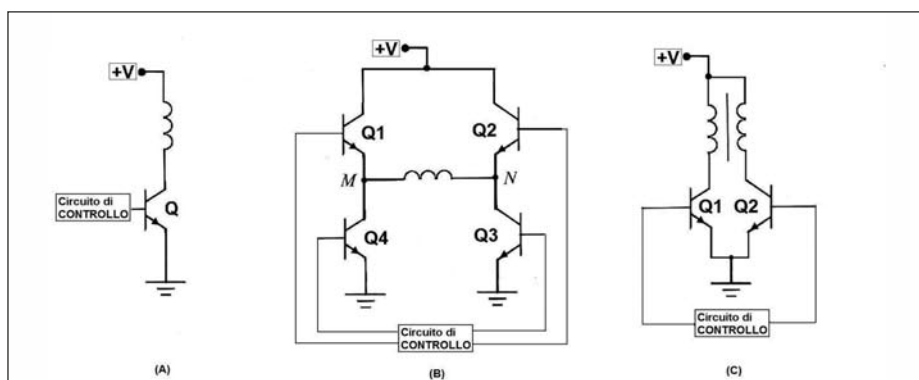 +V
Circuito di
CONTROLLO
Q
(A)
+V
Q1
Q2
M
N
Q4
Q3
Circuito di
CONTROLLO
(B)
+V
Q1
Q2
Circuito di
CONTROLLO
(C)